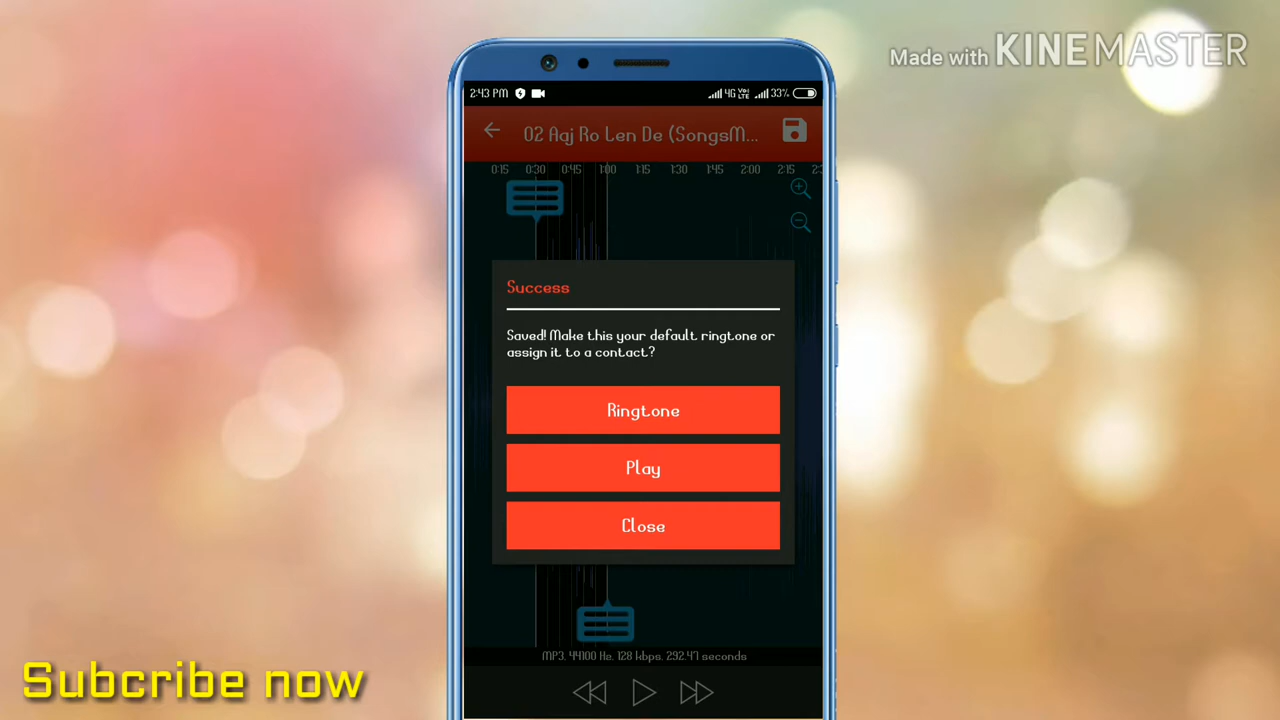 Made with KINEMASTER
2:43 PM 4G VoLTE 33%
02 Aaj Ro Len De (SongsM...
0:15 0:30 0:45 1:00 1:15 1:30 1:45 2:00 2:15
Success
Saved! Make this your default ringtone or
assign it to a contact?
Ringtone
Play
Close
MP3, 44100 Hz, 128 kbps, 292.47 seconds
Subcribe now